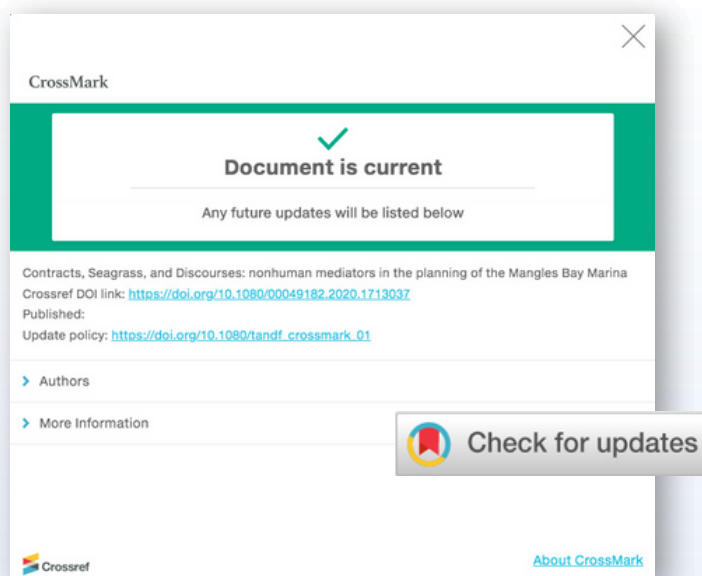 CrossMark
Document is current
Any future updates will be listed below
Contracts, Seagrass, and Discourses: nonhuman mediators in the planning of the Mangles Bay Marina
Crossref DOI link: https://doi.org/10.1080/00049182.2020.1713037
Published:
Update policy: https://doi.org/10.1080/tandf_crossmark_01
Authors
More Information
Check for updates
Crossref
About CrossMark